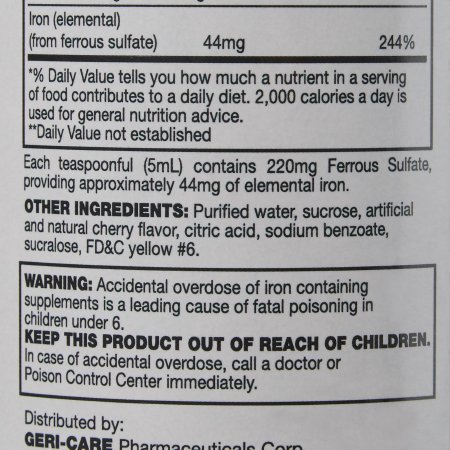 Iron (elemental)
(from ferrous sulfate) 44mg 244%
*% Daily Value tells you how much a nutrient in a serving
of food contributes to a daily diet. 2,000 calories a day is
used for general nutrition advice.
**Daily Value not established
Each teaspoonful (5mL) contains 220mg Ferrous Sulfate,
providing approximately 44mg of elemental iron.
OTHER INGREDIENTS: Purified water, sucrose, artificial
and natural cherry flavor, citric acid, sodium benzoate,
sucralose, FD&C yellow #6.
WARNING: Accidental overdose of iron containing
supplements is a leading cause of fatal poisoning in
children under 6.
KEEP THIS PRODUCT OUT OF REACH OF CHILDREN.
In case of accidental overdose, call a doctor or
Poison Control Center immediately.
Distributed by:
GERI-CARE Pharmaceuticals Corp